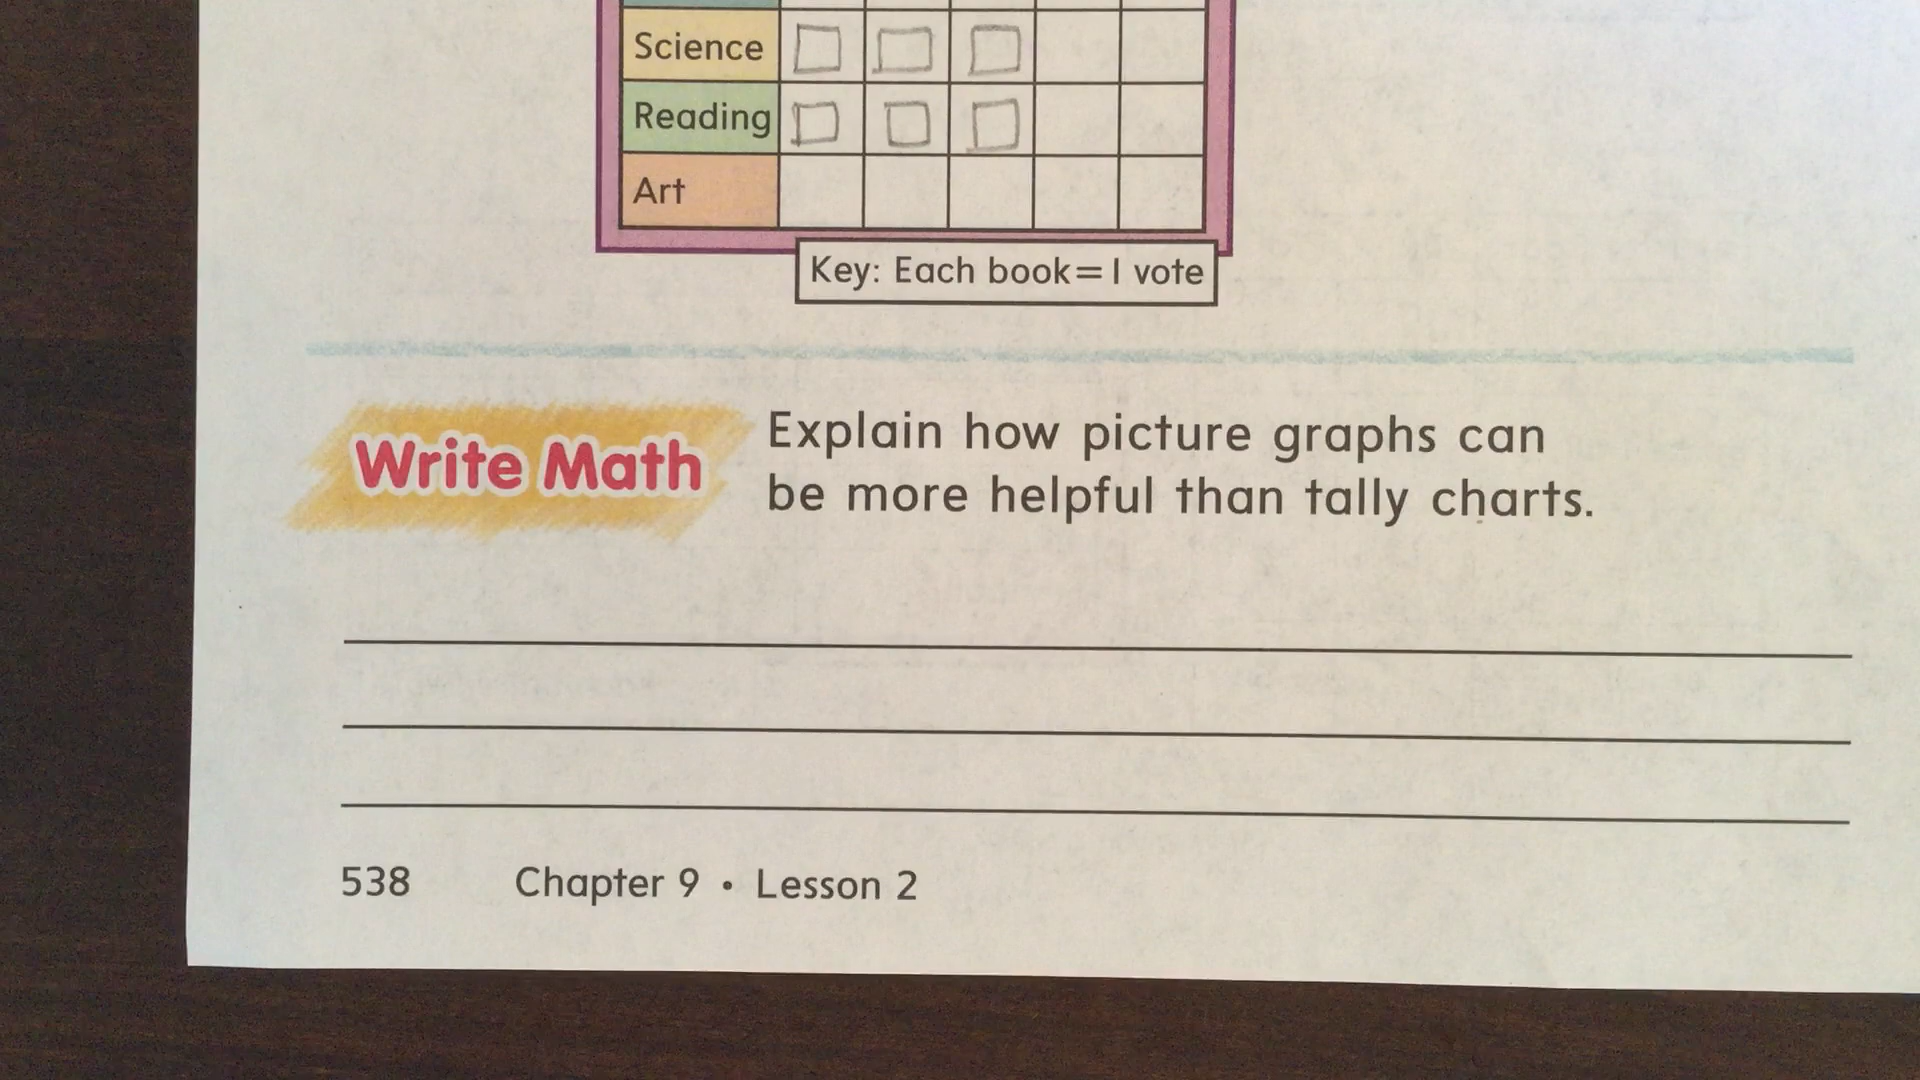 Science
Reading
Art
Key: Each book=1 vote
Write Math
Explain how picture graphs can
be more helpful than tally charts.
538 Chapter 9 • Lesson 2